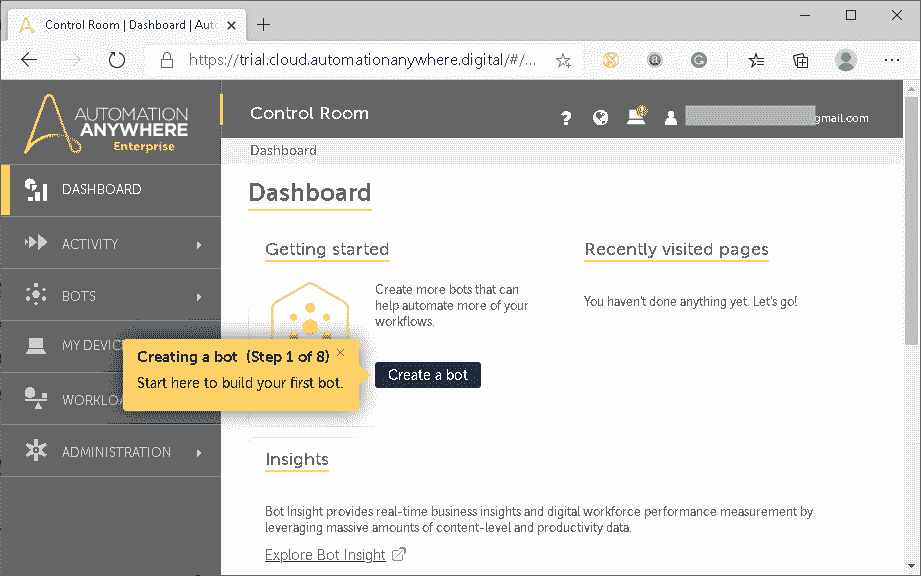 Control Room | Dashboard | Aut
https://trial.cloud.automationanywhere.digital/#/...
AUTOMATION
ANYWHERE
Enterprise
Control Room
?
gmail.com
Dashboard
DASHBOARD
ACTIVITY
BOTS
MY DEVIC
WORKLOA
ADMINISTRATION
Dashboard
Getting started
Create more bots that can
help automate more of your
workflows.
Creating a bot (Step 1 of 8)
Start here to build your first bot.
Create a bot
Recently visited pages
You haven't done anything yet. Let's go!
Insights
Bot Insight provides real-time business insights and digital workforce performance measurement by
leveraging massive amounts of content-level and productivity data.
Explore Bot Insight